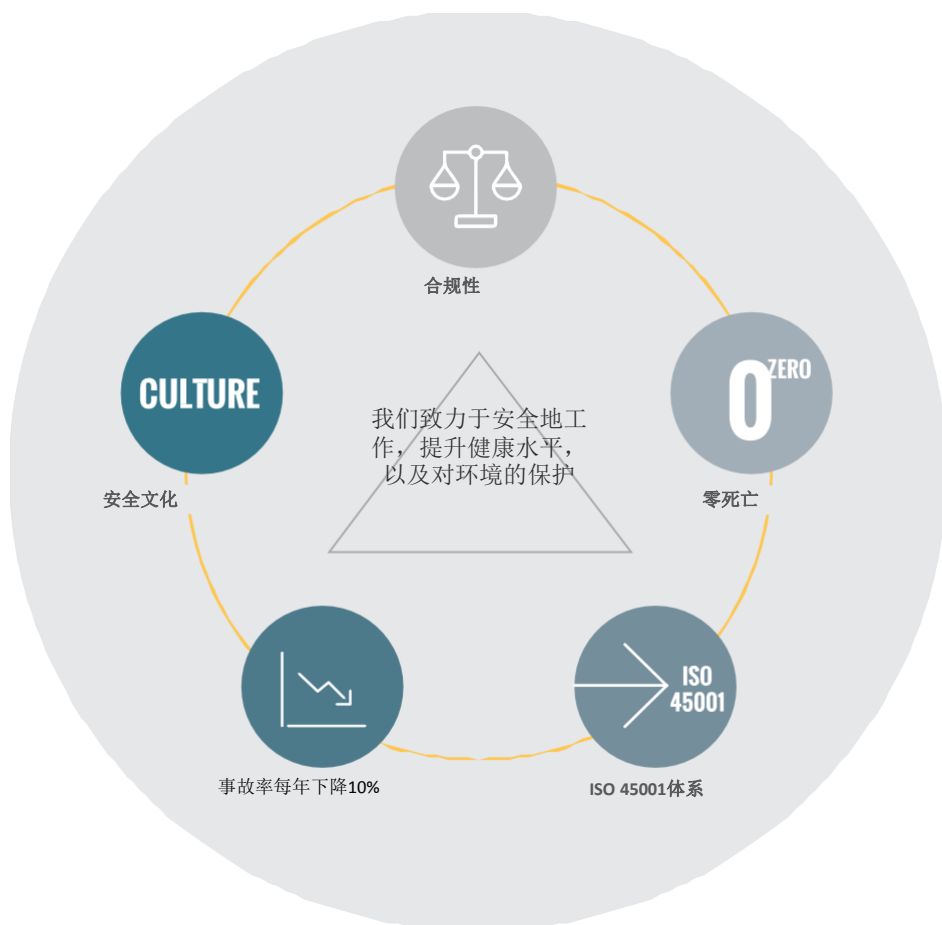 合规性
CULTURE
安全文化
0 ZERO
零死亡
我们致力于安全地工
作，提升健康水平，
以及对环境的保护
事故率每年下降10%
ISO
45001
ISO 45001体系